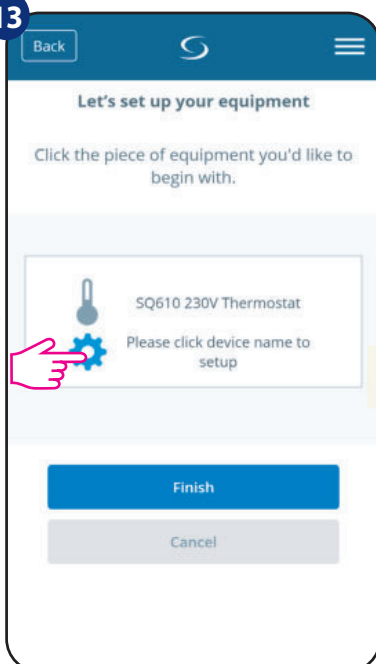 13
Back
Let's set up your equipment
Click the piece of equipment you'd like to
begin with.
SQ610 230V Thermostat
Please click device name to
setup
Finish
Cancel